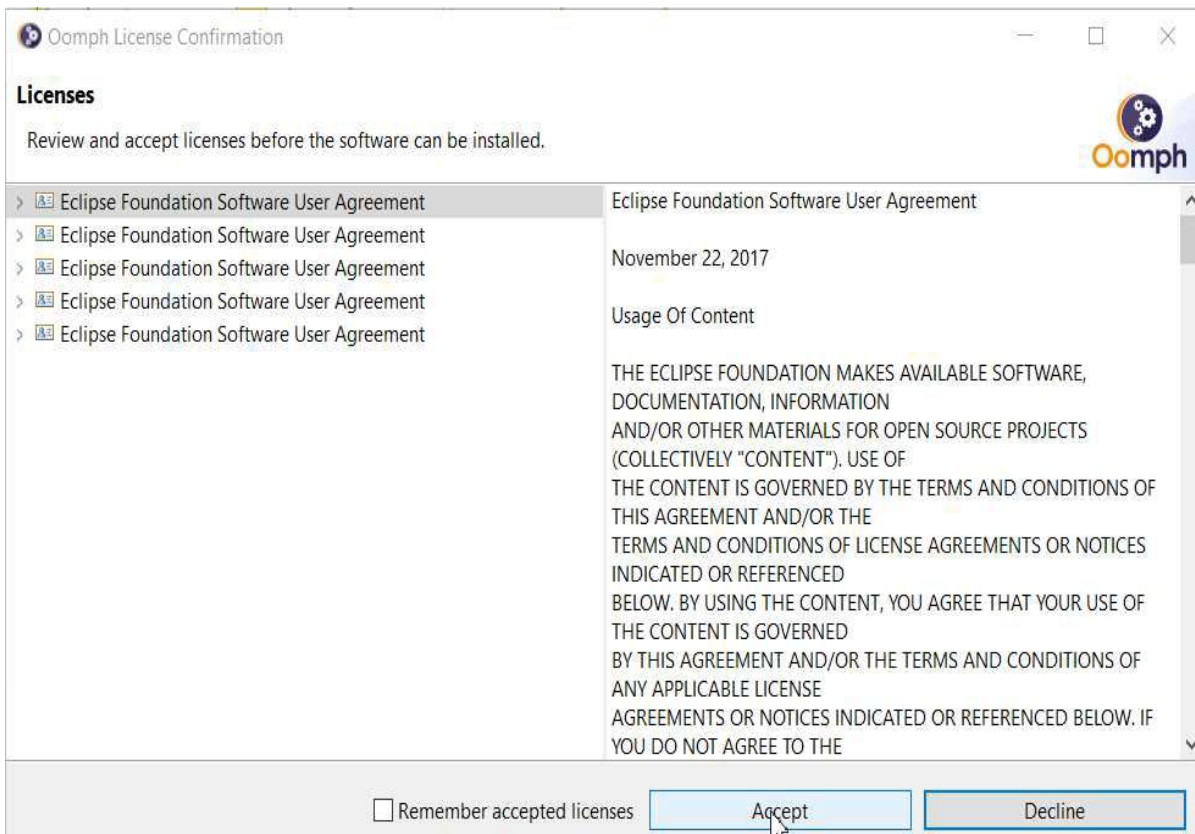 Oomph License Confirmation
Licenses
Review and accept licenses before the software can be installed.
Oomph
Eclipse Foundation Software User Agreement
Eclipse Foundation Software User Agreement
Eclipse Foundation Software User Agreement
Eclipse Foundation Software User Agreement
Eclipse Foundation Software User Agreement
Eclipse Foundation Software User Agreement
November 22, 2017
Usage Of Content
THE ECLIPSE FOUNDATION MAKES AVAILABLE SOFTWARE,
DOCUMENTATION, INFORMATION
AND/OR OTHER MATERIALS FOR OPEN SOURCE PROJECTS
(COLLECTIVELY "CONTENT"). USE OF
THE CONTENT IS GOVERNED BY THE TERMS AND CONDITIONS OF
THIS AGREEMENT AND/OR THE
TERMS AND CONDITIONS OF LICENSE AGREEMENTS OR NOTICES
INDICATED OR REFERENCED
BELOW. BY USING THE CONTENT, YOU AGREE THAT YOUR USE OF
THE CONTENT IS GOVERNED
BY THIS AGREEMENT AND/OR THE TERMS AND CONDITIONS OF
ANY APPLICABLE LICENSE
AGREEMENTS OR NOTICES INDICATED OR REFERENCED BELOW. IF
YOU DO NOT AGREE TO THE
Remember accepted licenses
Accept
Decline